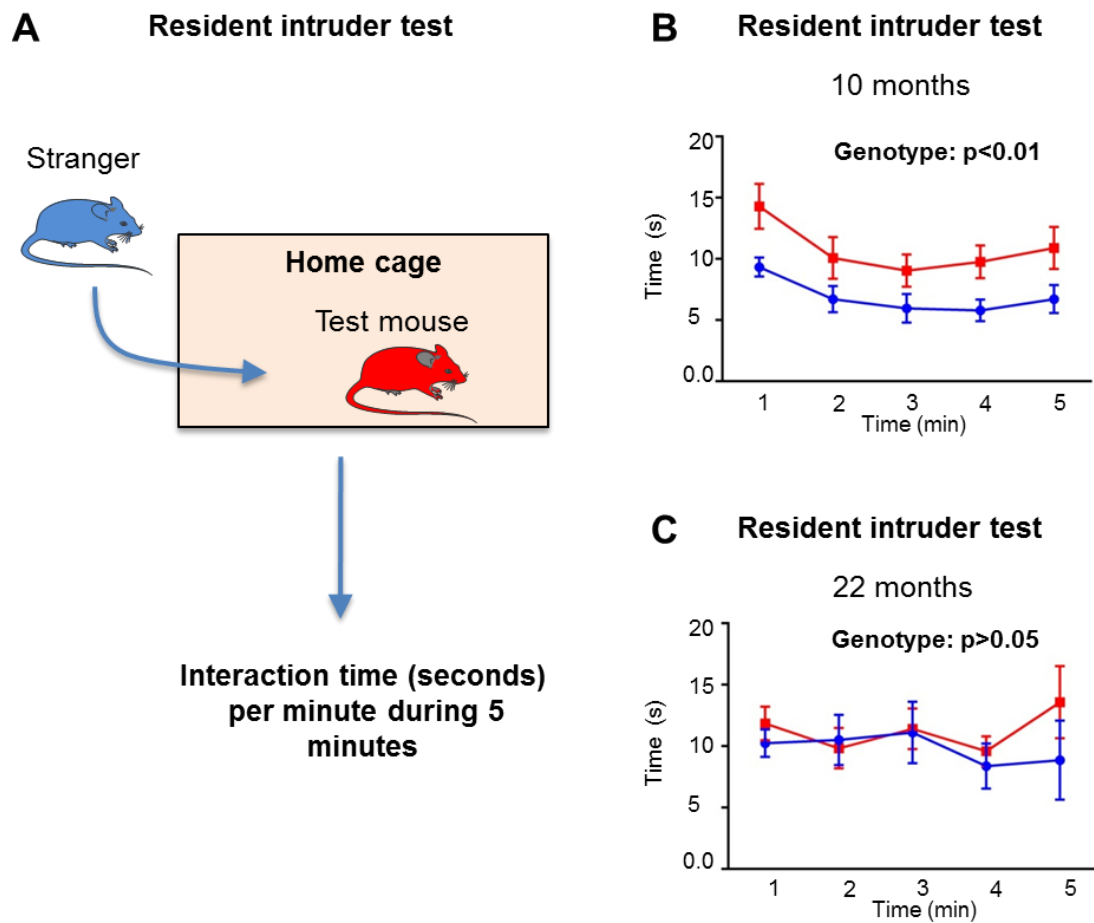 A
Resident intruder test
Stranger
Home cage
Test mouse
Interaction time (seconds)
per minute during 5
minutes
B
Resident intruder test
10 months
Genotype: p<0.01
20
15
10
5
0.0
Time (s)
1 2 3 4 5
Time (min)
C
Resident intruder test
22 months
Genotype: p>0.05
20
15
10
5
0.0
Time (s)
1 2 3 4 5
Time (min)